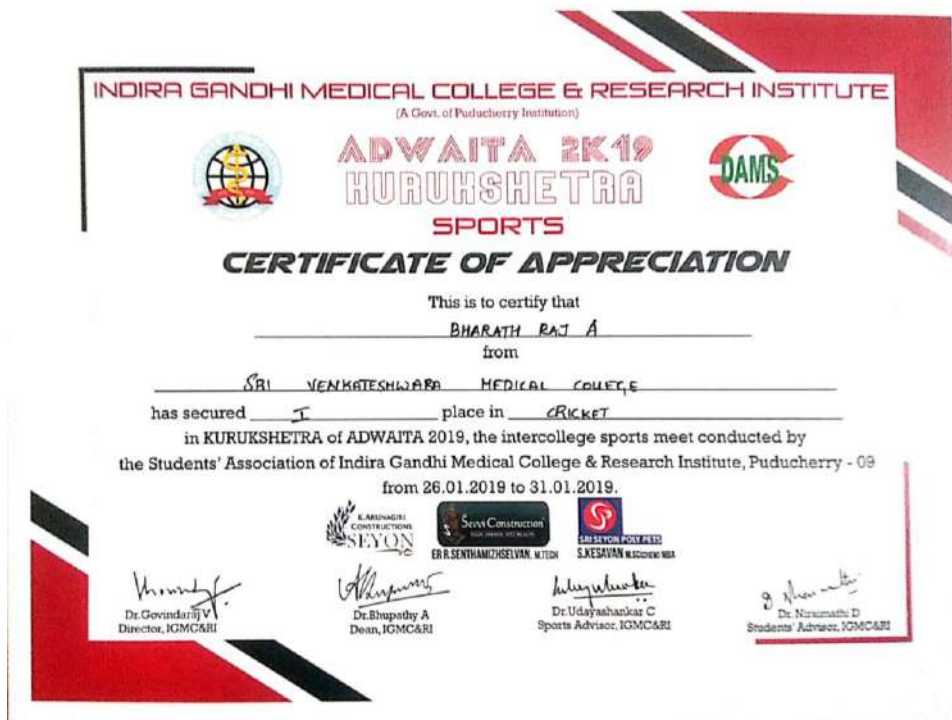 INDIRA GANDHI MEDICAL COLLEGE & RESEARCH INSTITUTE
(A Govt. of Puducherry Institution)
ADWAITA 2K19
KURUKSHETRA
DAMS
SPORTS
CERTIFICATE OF APPRECIATION
This is to certify that
BHARATH RAJ A
from
SRI VENKATESHWARA MEDICAL COLLEGE
has secured I place in CRICKET
in KURUKSHETRA of ADWAITA 2019, the intercollege sports meet conducted by
the Students' Association of Indira Gandhi Medical College & Research Institute, Puducherry - 09
from 26.01.2019 to 31.01.2019.
K.ARUNAGIRI
CONSTRUCTIONS
SEYON
Sevvi Construction
ER R.SENTHAMIZHSELVAN, M.TECH
SRI SEYON POLY PETS
S.KESAVAN
Dr.Govindaraj V
Director, IGMC&RI
Dr.Bhupathy A
Dean, IGMC&RI
Dr.Udayashankar C
Sports Advisor, IGMC&RI
Dr. Nirumathi D
Students' Advisor, IGMC&RI